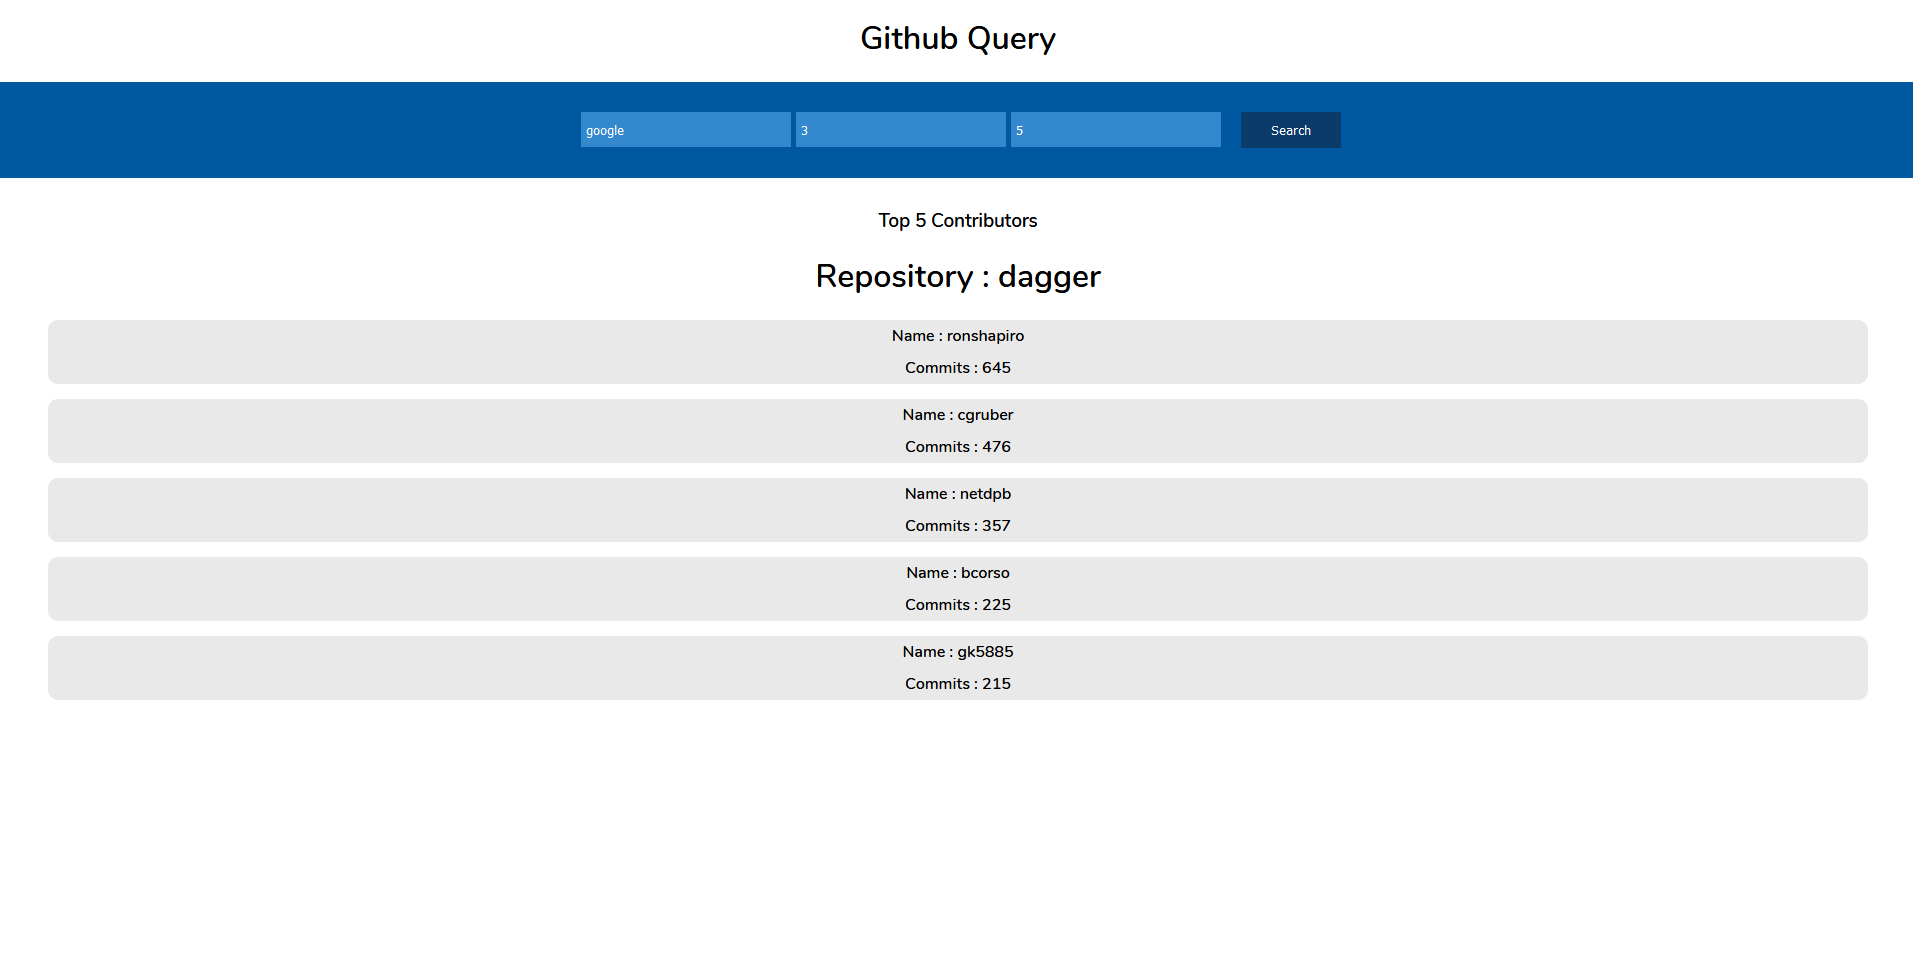 Github Query
google 3 5 Search
Top 5 Contributors
Repository : dagger
Name : ronshapiro
Commits : 645
Name : cgruber
Commits : 476
Name : netdpb
Commits : 357
Name : bcorso
Commits : 225
Name : gk5885
Commits : 215